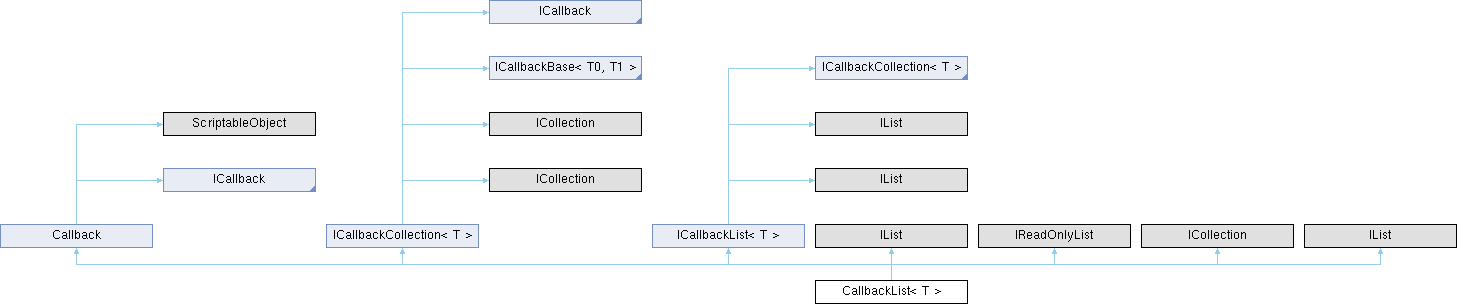 ICallback
ICallbackBase< T0, T1 >
ICallbackCollection< T >
ScriptableObject
ICollection
IList
ICallback
ICollection
IList
Callback
ICallbackCollection< T >
ICallbackList< T >
IList
IReadOnlyList
ICollection
IList
CallbackList< T >